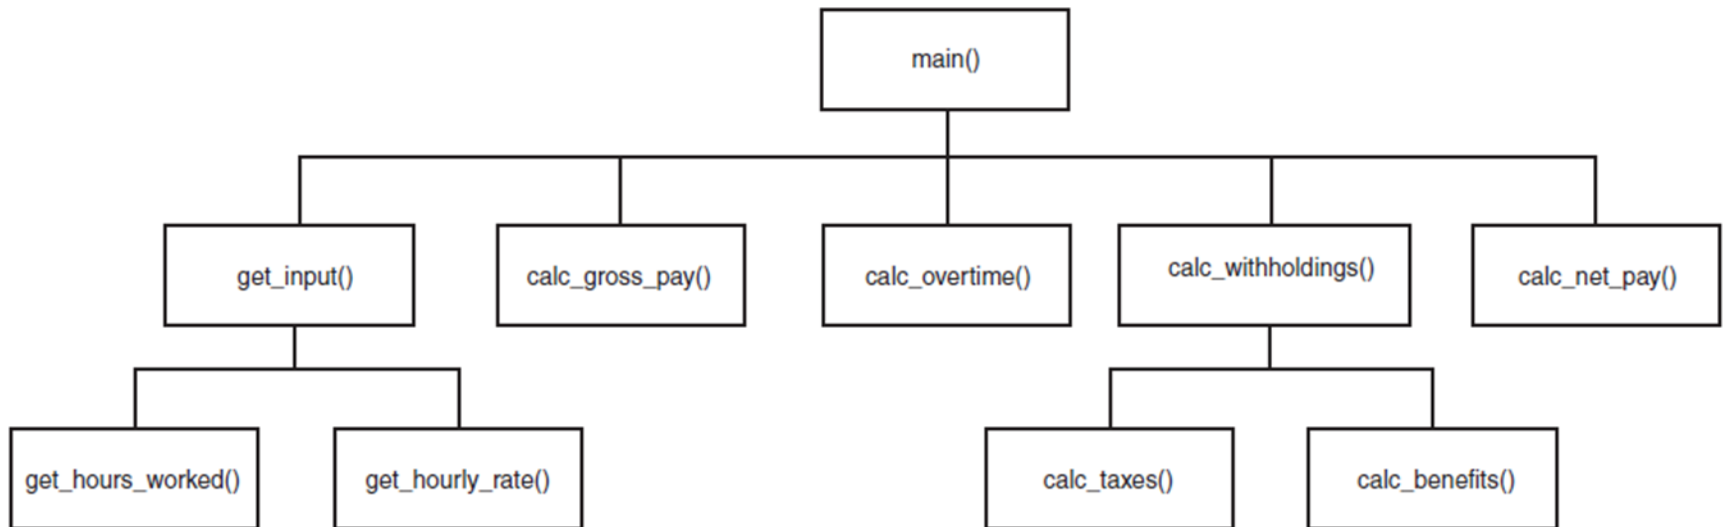 main()
get_input()
calc_gross_pay()
calc_overtime()
calc_withholdings()
calc_net_pay()
get_hours_worked()
get_hourly_rate()
calc_taxes()
calc_benefits()